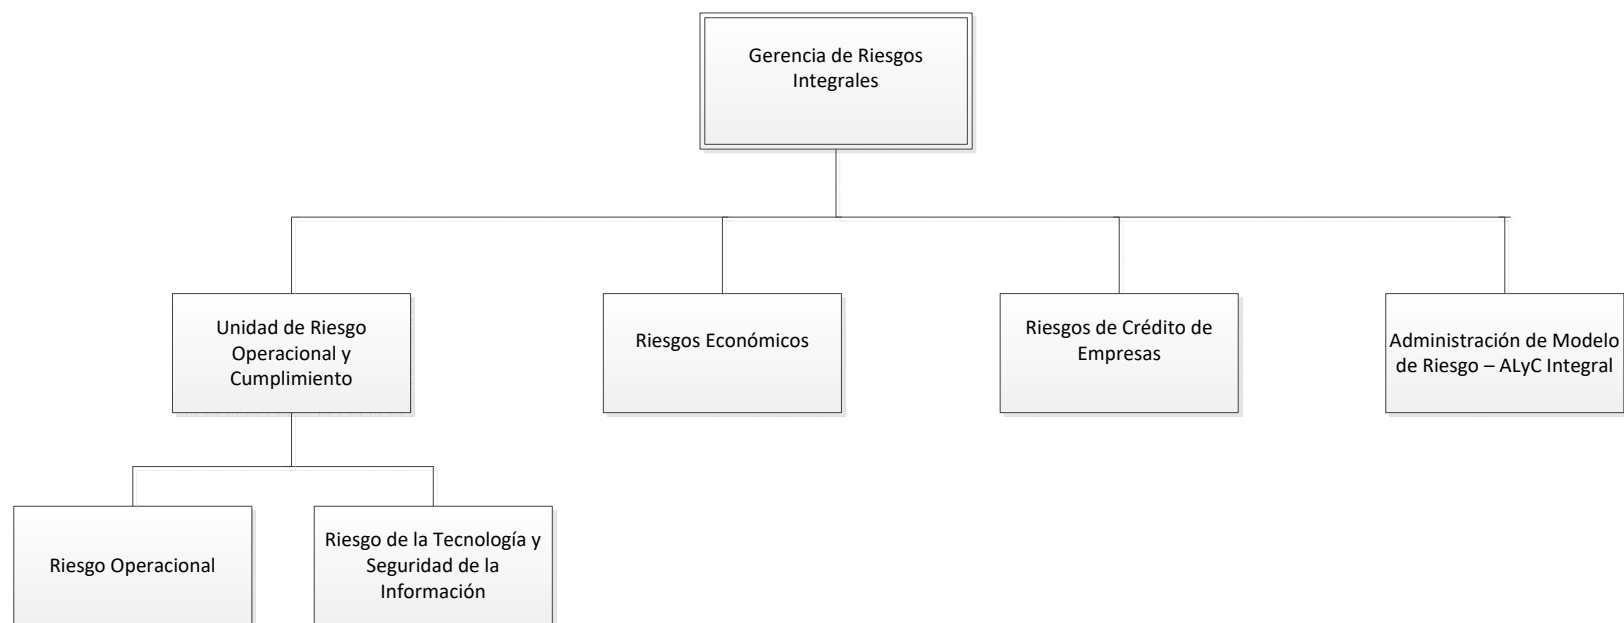 Gerencia de Riesgos
Integrales
Unidad de Riesgo
Operacional y
Cumplimiento
Riesgos Económicos
Riesgos de Crédito de
Empresas
Administración de Modelo
de Riesgo – ALyC Integral
Riesgo Operacional
Riesgo de la Tecnología y
Seguridad de la
Información